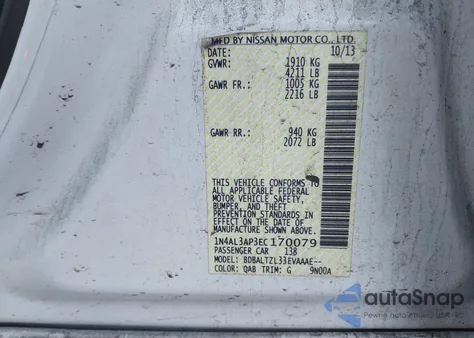 MFD BY NISSAN MOTOR CO., LTD.
DATE: 10/13
GVWR: 1910 KG
4211 LB
GAWR FR.: 1005 KG
2216 LB
GAWR RR.: 940 KG
2072 LB
THIS VEHICLE CONFORMS TO
ALL APPLICABLE FEDERAL
MOTOR VEHICLE SAFETY,
BUMPER, AND THEFT
PREVENTION STANDARDS
IN EFFECT ON THE DATE
OF MANUFACTURE SHOWN ABOVE.
1N4AL3AP3EC170079
PASSENGER CAR 138
MODEL: BDBALTZL33EVAAAE--
COLOR: QAB TRIM: G 9N00A
autoSnap